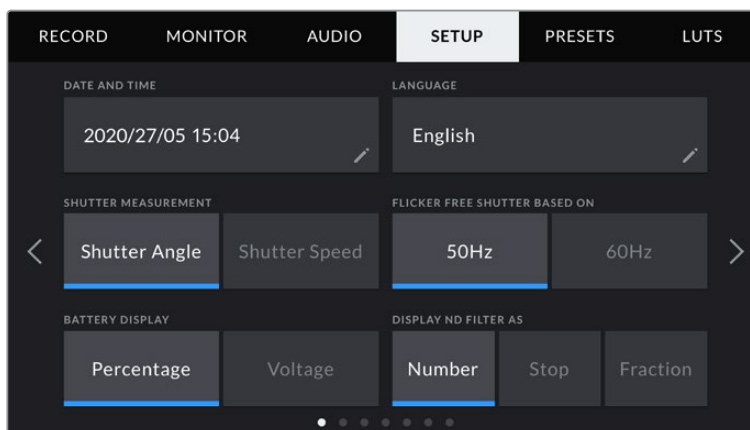 RECORD MONITOR AUDIO SETUP PRESETS LUTS
DATE AND TIME LANGUAGE
2020/27/05 15:04 English
SHUTTER MEASUREMENT FLICKER FREE SHUTTER BASED ON
Shutter Angle Shutter Speed 50Hz 60Hz
BATTERY DISPLAY DISPLAY ND FILTER AS
Percentage Voltage Number Stop Fraction